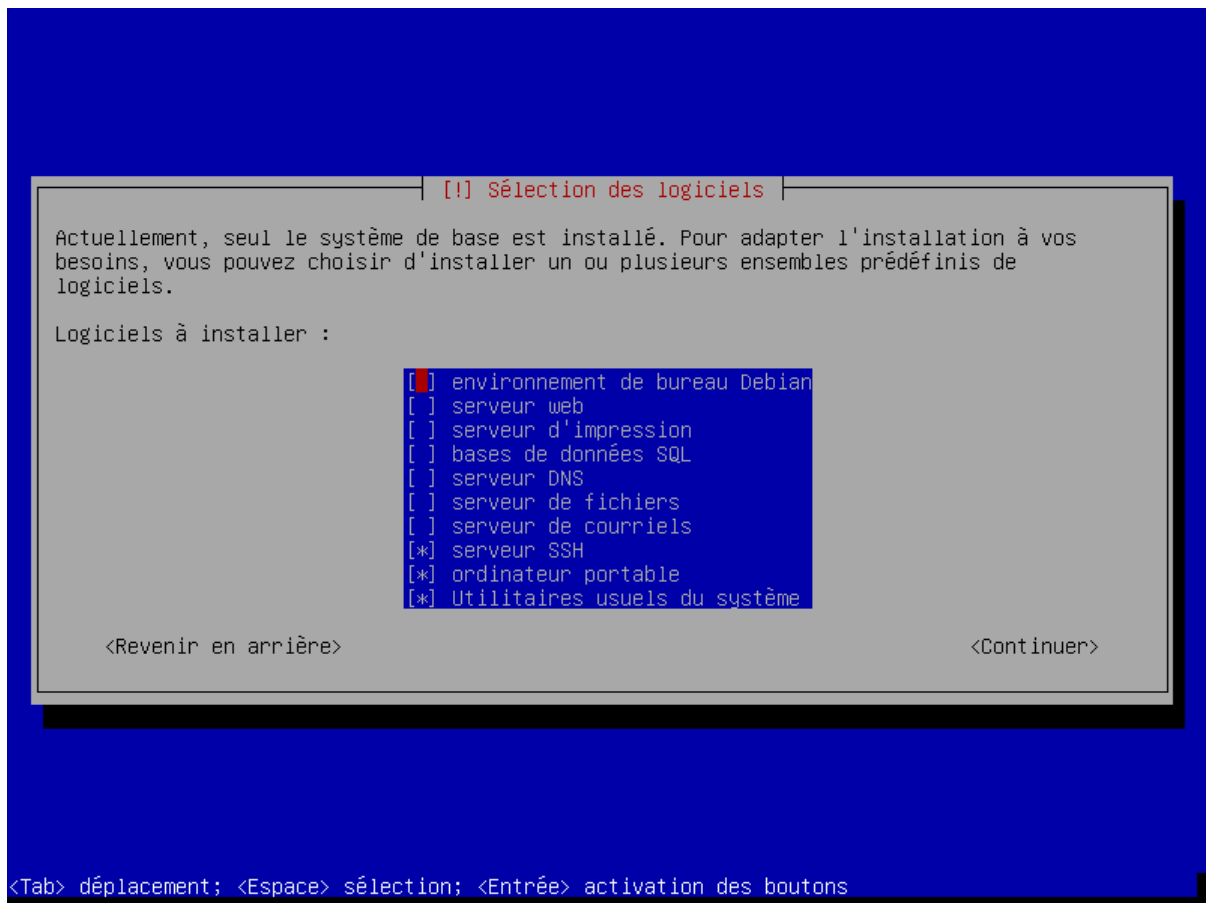 [!] Sélection des logiciels
Actuellement, seul le système de base est installé. Pour adapter l'installation à vos
besoins, vous pouvez choisir d'installer un ou plusieurs ensembles prédéfinis de
logiciels.
Logiciels à installer :
[ ] environnement de bureau Debian
[ ] serveur web
[ ] serveur d'impression
[ ] bases de données SQL
[ ] serveur DNS
[ ] serveur de fichiers
[ ] serveur de courriels
[*] serveur SSH
[*] ordinateur portable
[*] Utilitaires usuels du système
<Revenir en arrière> <Continuer>
<Tab> déplacement; <Espace> sélection; <Entrée> activation des boutons